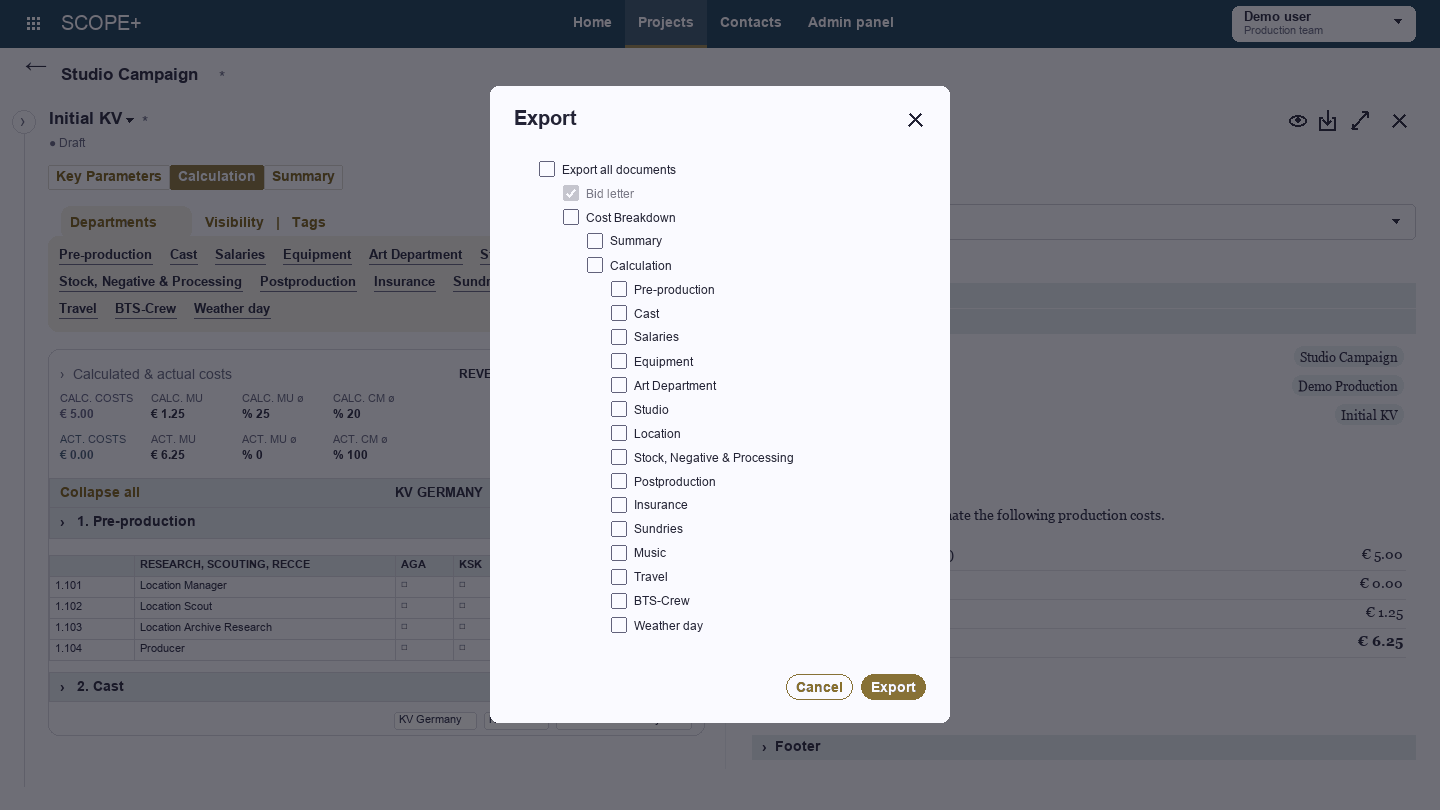 SCOPE+
Home
Projects
Contacts
Admin panel
Demo user
Production team
Studio Campaign *
Initial KV *
● Draft
Key Parameters
Calculation
Summary
Departments
Visibility | Tags
Pre-production Cast Salaries Equipment Art Department
Stock, Negative & Processing Postproduction Insurance
Travel BTS-Crew Weather day
› Calculated & actual costs
CALC. COSTS CALC. MU CALC. MU ø CALC. CM ø
€ 5.00 € 1.25 % 25 % 20
ACT. COSTS ACT. MU ACT. MU ø ACT. CM ø
€ 0.00 € 6.25 % 0 % 100
Collapse all KV GERMANY
› 1. Pre-production
RESEARCH, SCOUTING, RECCE AGA KSK
1.101 Location Manager
1.102 Location Scout
1.103 Location Archive Research
1.104 Producer
› 2. Cast
KV Germany
Export
Export all documents
Bid letter
Cost Breakdown
Summary
Calculation
Pre-production
Cast
Salaries
Equipment
Art Department
Studio
Location
Stock, Negative & Processing
Postproduction
Insurance
Sundries
Music
Travel
BTS-Crew
Weather day
Cancel
Export
Studio Campaign
Demo Production
Initial KV
the following production costs.
€ 5.00
€ 0.00
€ 1.25
€ 6.25
› Footer